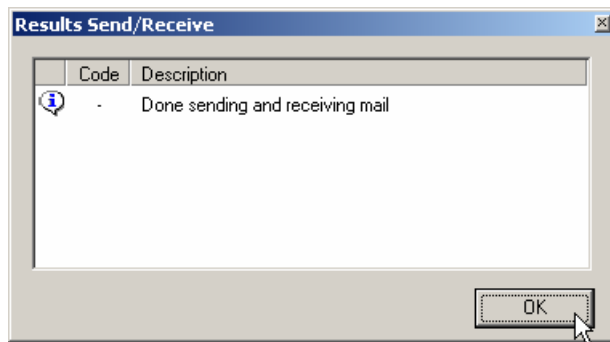 Results Send/Receive
Code Description
- Done sending and receiving mail
OK